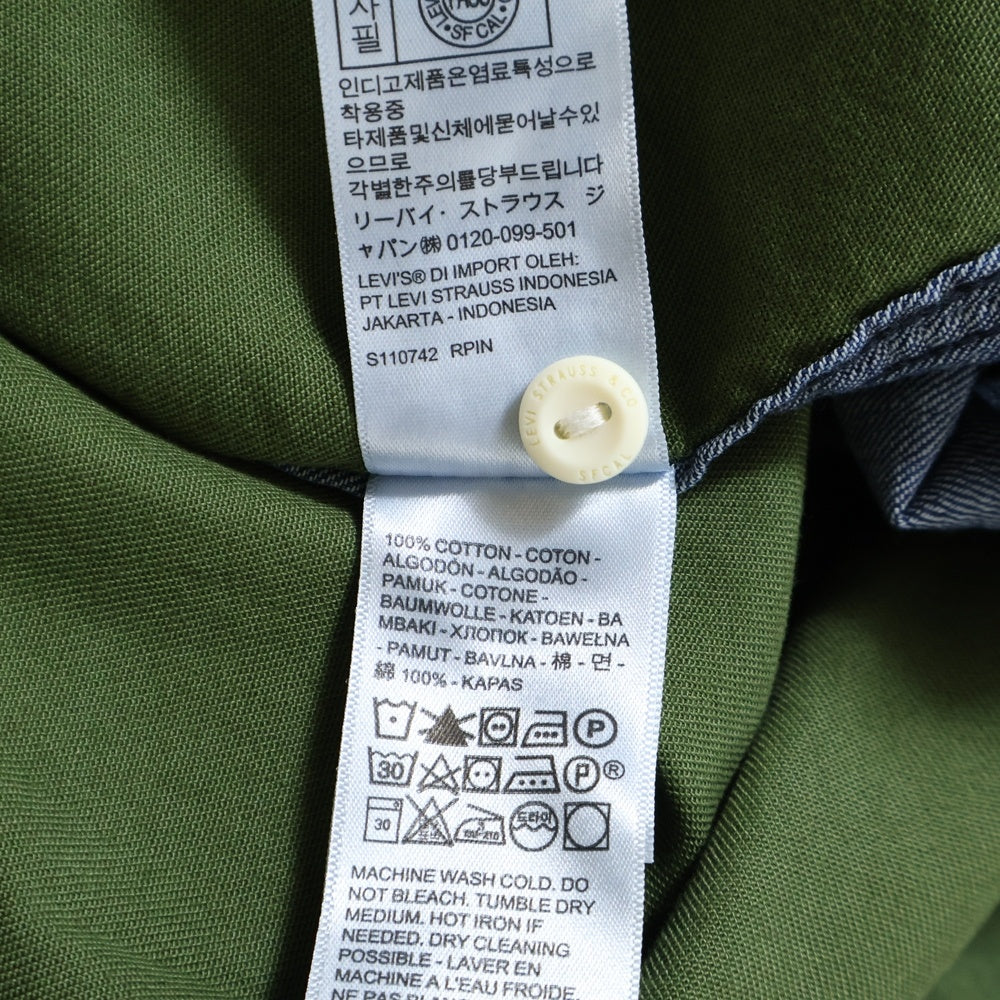 사
필
SF CAL
인디고제품은염료특성으로
착용중
타제품및신체에묻어날수있
으므로
각별한주의를당부드립니다
リーバイ・ストラウス ジ
ャパン㈱ 0120-099-501
LEVI'S® DI IMPORT OLEH:
PT LEVI STRAUSS INDONESIA
JAKARTA - INDONESIA
S110742 RPIN
LEVI STRAUSS & CO
SFCAL
100% COTTON - COTON -
ALGODÓN - ALGODÃO -
PAMUK - COTONE -
BAUMWOLLE - KATOEN - BA
MBAKI - ХЛОПОК - BAWEŁNA
- PAMUT - BAVLNA - 棉 - 면 -
綿 100% - KAPAS
P
30 P ®
30 드라이
MACHINE WASH COLD. DO
NOT BLEACH. TUMBLE DRY
MEDIUM. HOT IRON IF
NEEDED. DRY CLEANING
POSSIBLE - LAVER EN
MACHINE A L'EAU FROIDE.
NE PAS